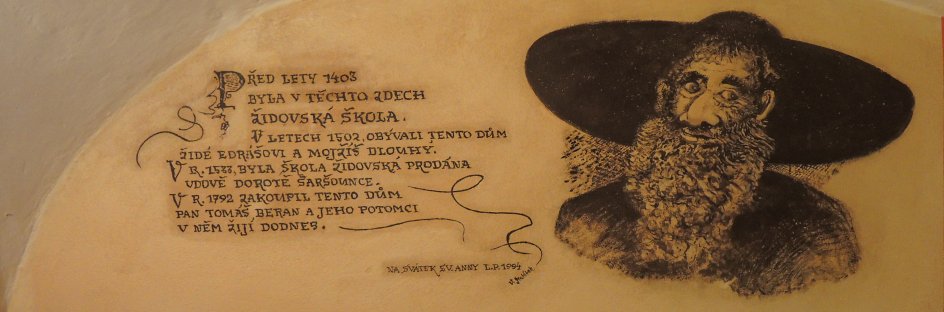 PŘED LETY 1403
BYLA V TĚCHTO ZDECH
ŽIDOVSKÁ ŠKOLA.
V LETECH 1502, OBÝVALI TENTO DŮM
ŽIDÉ EDRÁŠOVI A MOJŽÍŠ DLOUHÝ.
V R. 1588, BYLA ŠKOLA ŽIDOVSKÁ PRODÁNA
VDOVĚ DOROTĚ ŠARŠOUNCE.
V R. 1792 ZAKOUPIL TENTO DŮM
PAN TOMÁŠ BERAN A JEHO POTOMCI
V NĚM ŽIJÍ DODNES.
NA SVÁTEK SV. ANNY L.P. 1994